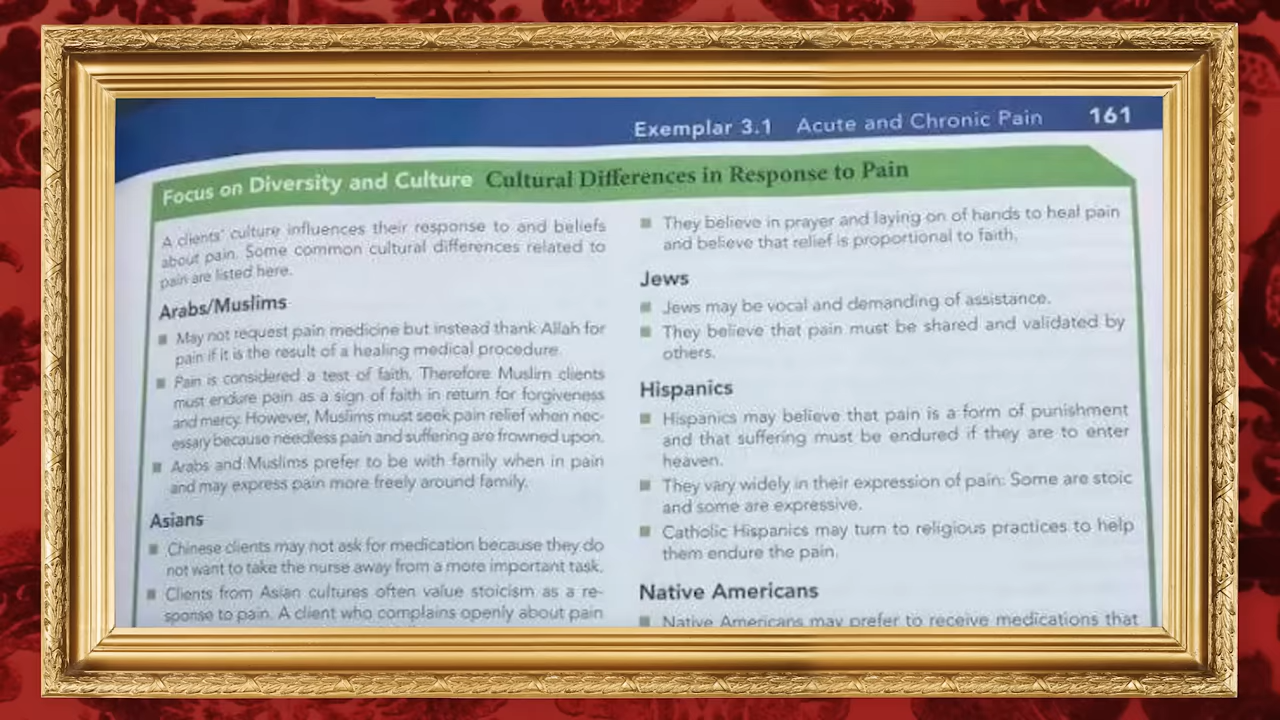 Exemplar 3.1 Acute and Chronic Pain 161
Focus on Diversity and Culture Cultural Differences in Response to Pain
A clients' culture influences their response to and beliefs
about pain. Some common cultural differences related to
pain are listed here.
Arabs/Muslims
■ May not request pain medicine but instead thank Allah for
pain if it is the result of a healing medical procedure.
■ Pain is considered a test of faith. Therefore Muslim clients
must endure pain as a sign of faith in return for forgiveness
and mercy. However, Muslims must seek pain relief when nec-
essary because needless pain and suffering are frowned upon.
■ Arabs and Muslims prefer to be with family when in pain
and may express pain more freely around family.
Asians
■ Chinese clients may not ask for medication because they do
not want to take the nurse away from a more important task.
■ Clients from Asian cultures often value stoicism as a re-
sponse to pain. A client who complains openly about pain
■ They believe in prayer and laying on of hands to heal pain
and believe that relief is proportional to faith.
Jews
■ Jews may be vocal and demanding of assistance.
■ They believe that pain must be shared and validated by
others.
Hispanics
■ Hispanics may believe that pain is a form of punishment
and that suffering must be endured if they are to enter
heaven.
■ They vary widely in their expression of pain: Some are stoic
and some are expressive.
■ Catholic Hispanics may turn to religious practices to help
them endure the pain.
Native Americans
■ Native Americans may prefer to receive medications that